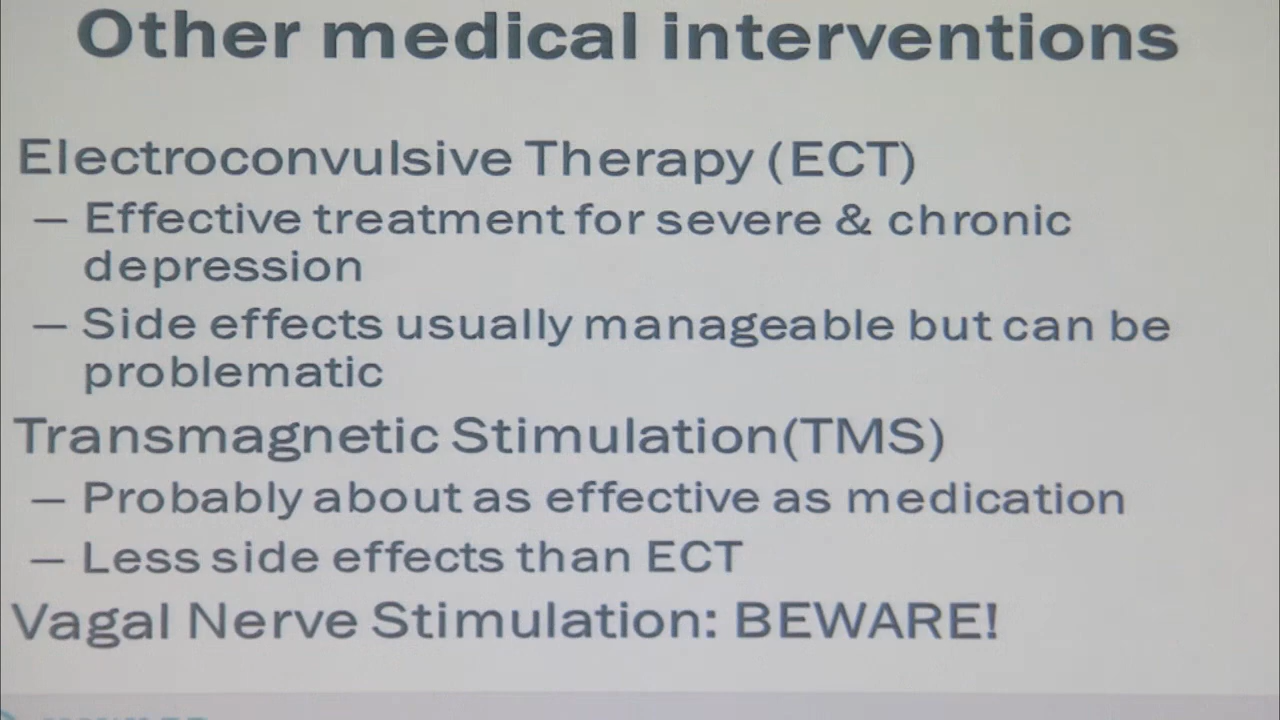 Other medical interventions
Electroconvulsive Therapy (ECT)
— Effective treatment for severe & chronic
depression
— Side effects usually manageable but can be
problematic
Transmagnetic Stimulation(TMS)
— Probably about as effective as medication
— Less side effects than ECT
Vagal Nerve Stimulation: BEWARE!